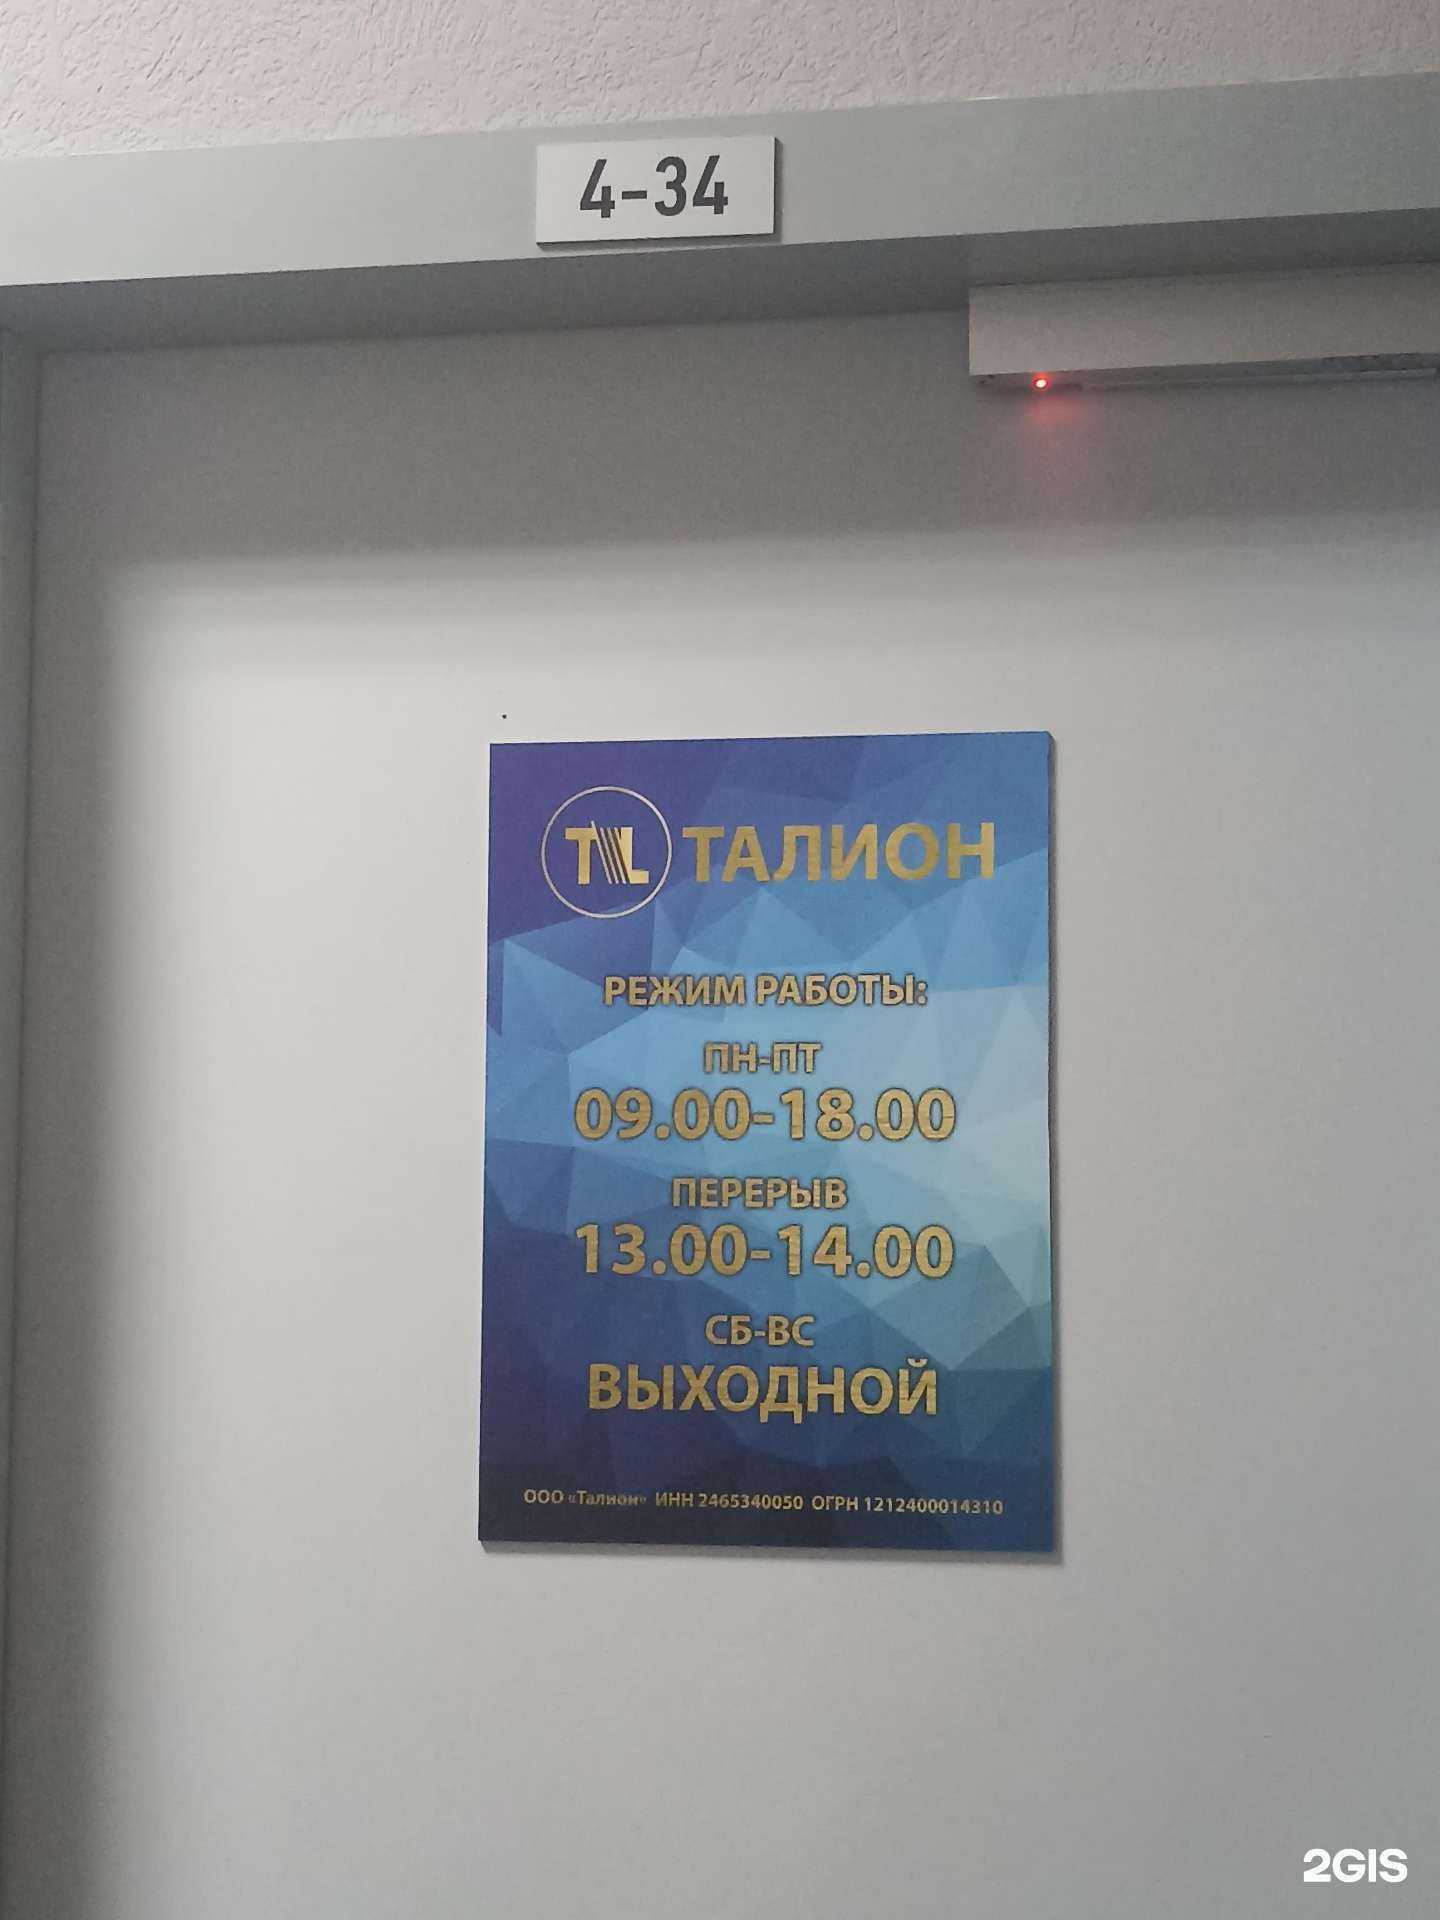 4-34
TL ТАЛИОН
РЕЖИМ РАБОТЫ:
ПН-ПТ
09.00-18.00
ПЕРЕРЫВ
13.00-14.00
СБ-ВС
ВЫХОДНОЙ
ООО «Талион» ИНН 2465340050 ОГРН 1212400014310
2GIS